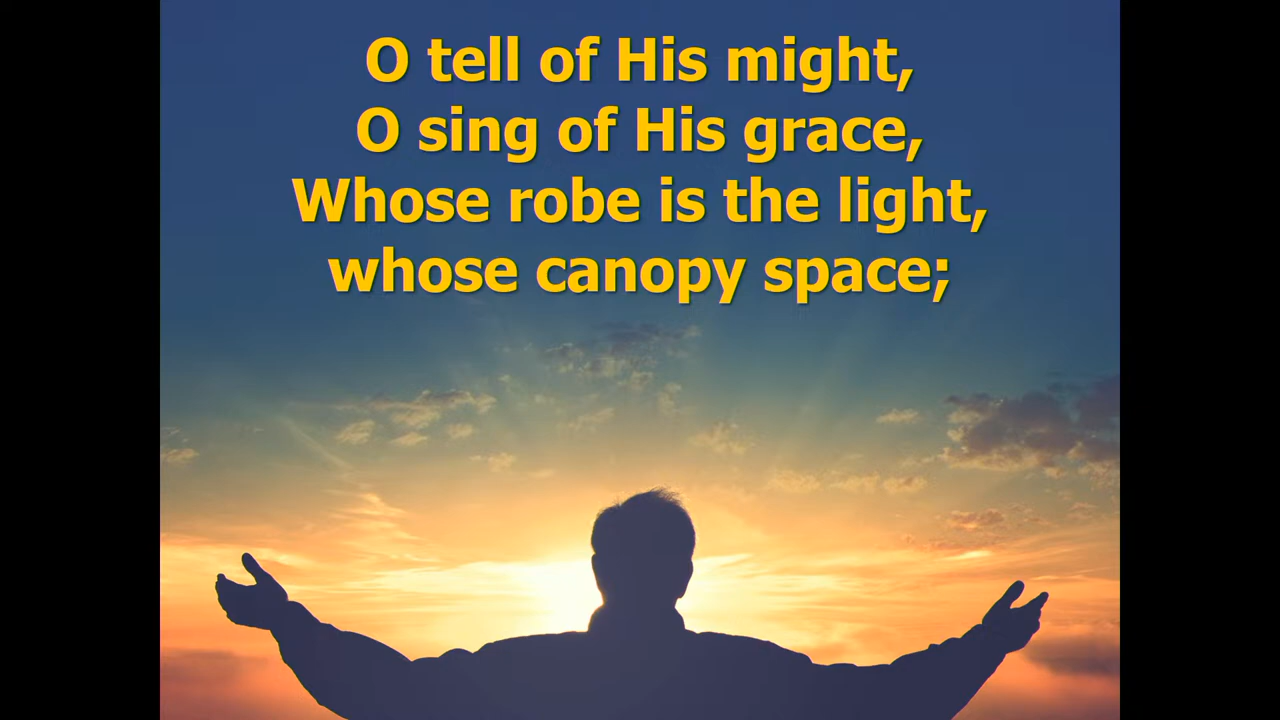 O tell of His might,
O sing of His grace,
Whose robe is the light,
whose canopy space;